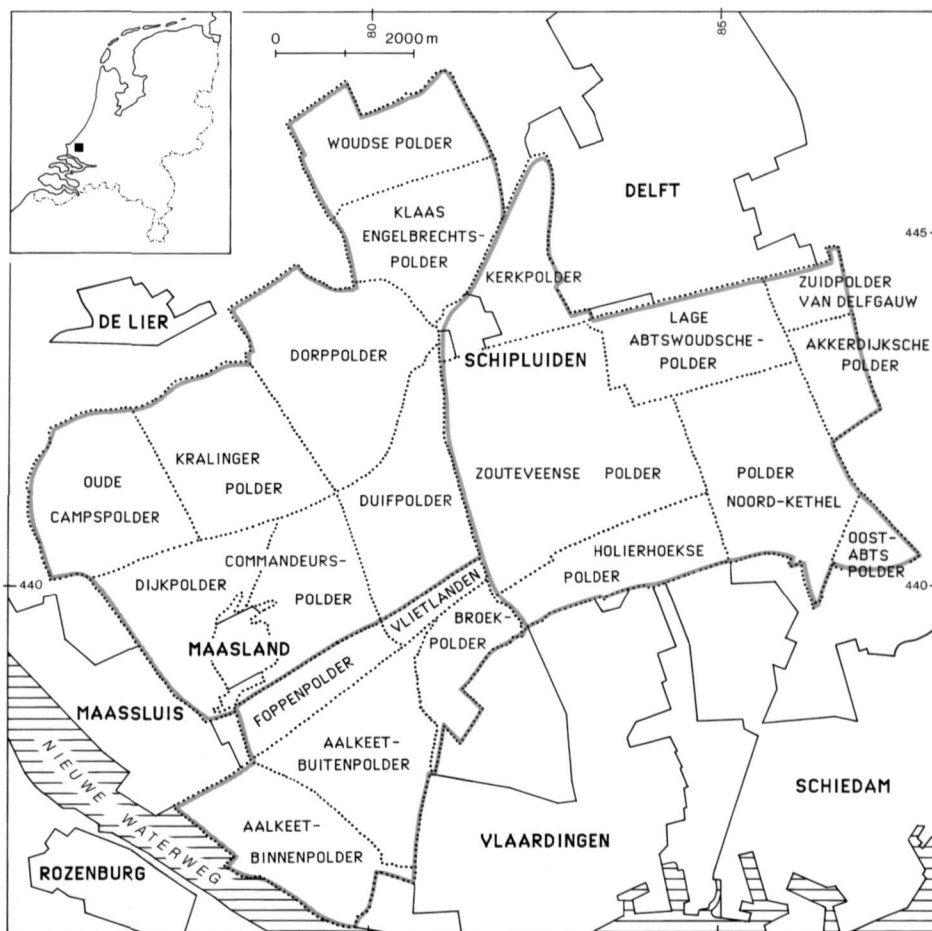 80
85
0 2000 m
WOUDSE POLDER
DELFT
KLAAS
ENGELBRECHTS-
POLDER
445
KERKPOLDER
ZUIDPOLDER
VAN DELFGAUW
DE LIER
LAGE
ABTSWOUDSCHE-
POLDER
AKKERDIJKSCHE
POLDER
DORPPOLDER
SCHIPLUIDEN
KRALINGER
POLDER
OUDE
CAMPSPOLDER
DUIFPOLDER
ZOUTEVEENSE POLDER
POLDER
NOORD-KETHEL
OOST-
ABTS
POLDER
HOLIERHOEKSE
POLDER
440
DIJKPOLDER
COMMANDEURS-
POLDER
440
VLIETLANDEN
BROEK-
POLDER
MAASLAND
FOPPENPOLDER
MAASSLUIS
AALKEET-
BUITENPOLDER
NIEUWE WATERWEG
SCHIEDAM
AALKEET-
BINNENPOLDER
VLAARDINGEN
ROZENBURG